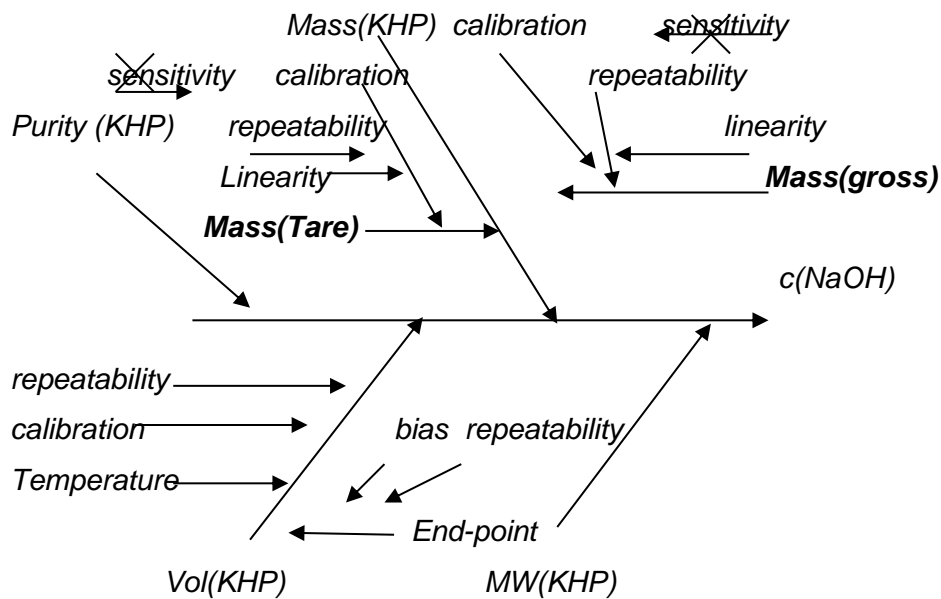 Mass(KHP) calibration sensitivity
sensitivity calibration repeatability
Purity (KHP) repeatability linearity
Linearity Mass(gross)
Mass(Tare)
c(NaOH)
repeatability
calibration bias repeatability
Temperature
End-point
Vol(KHP) MW(KHP)